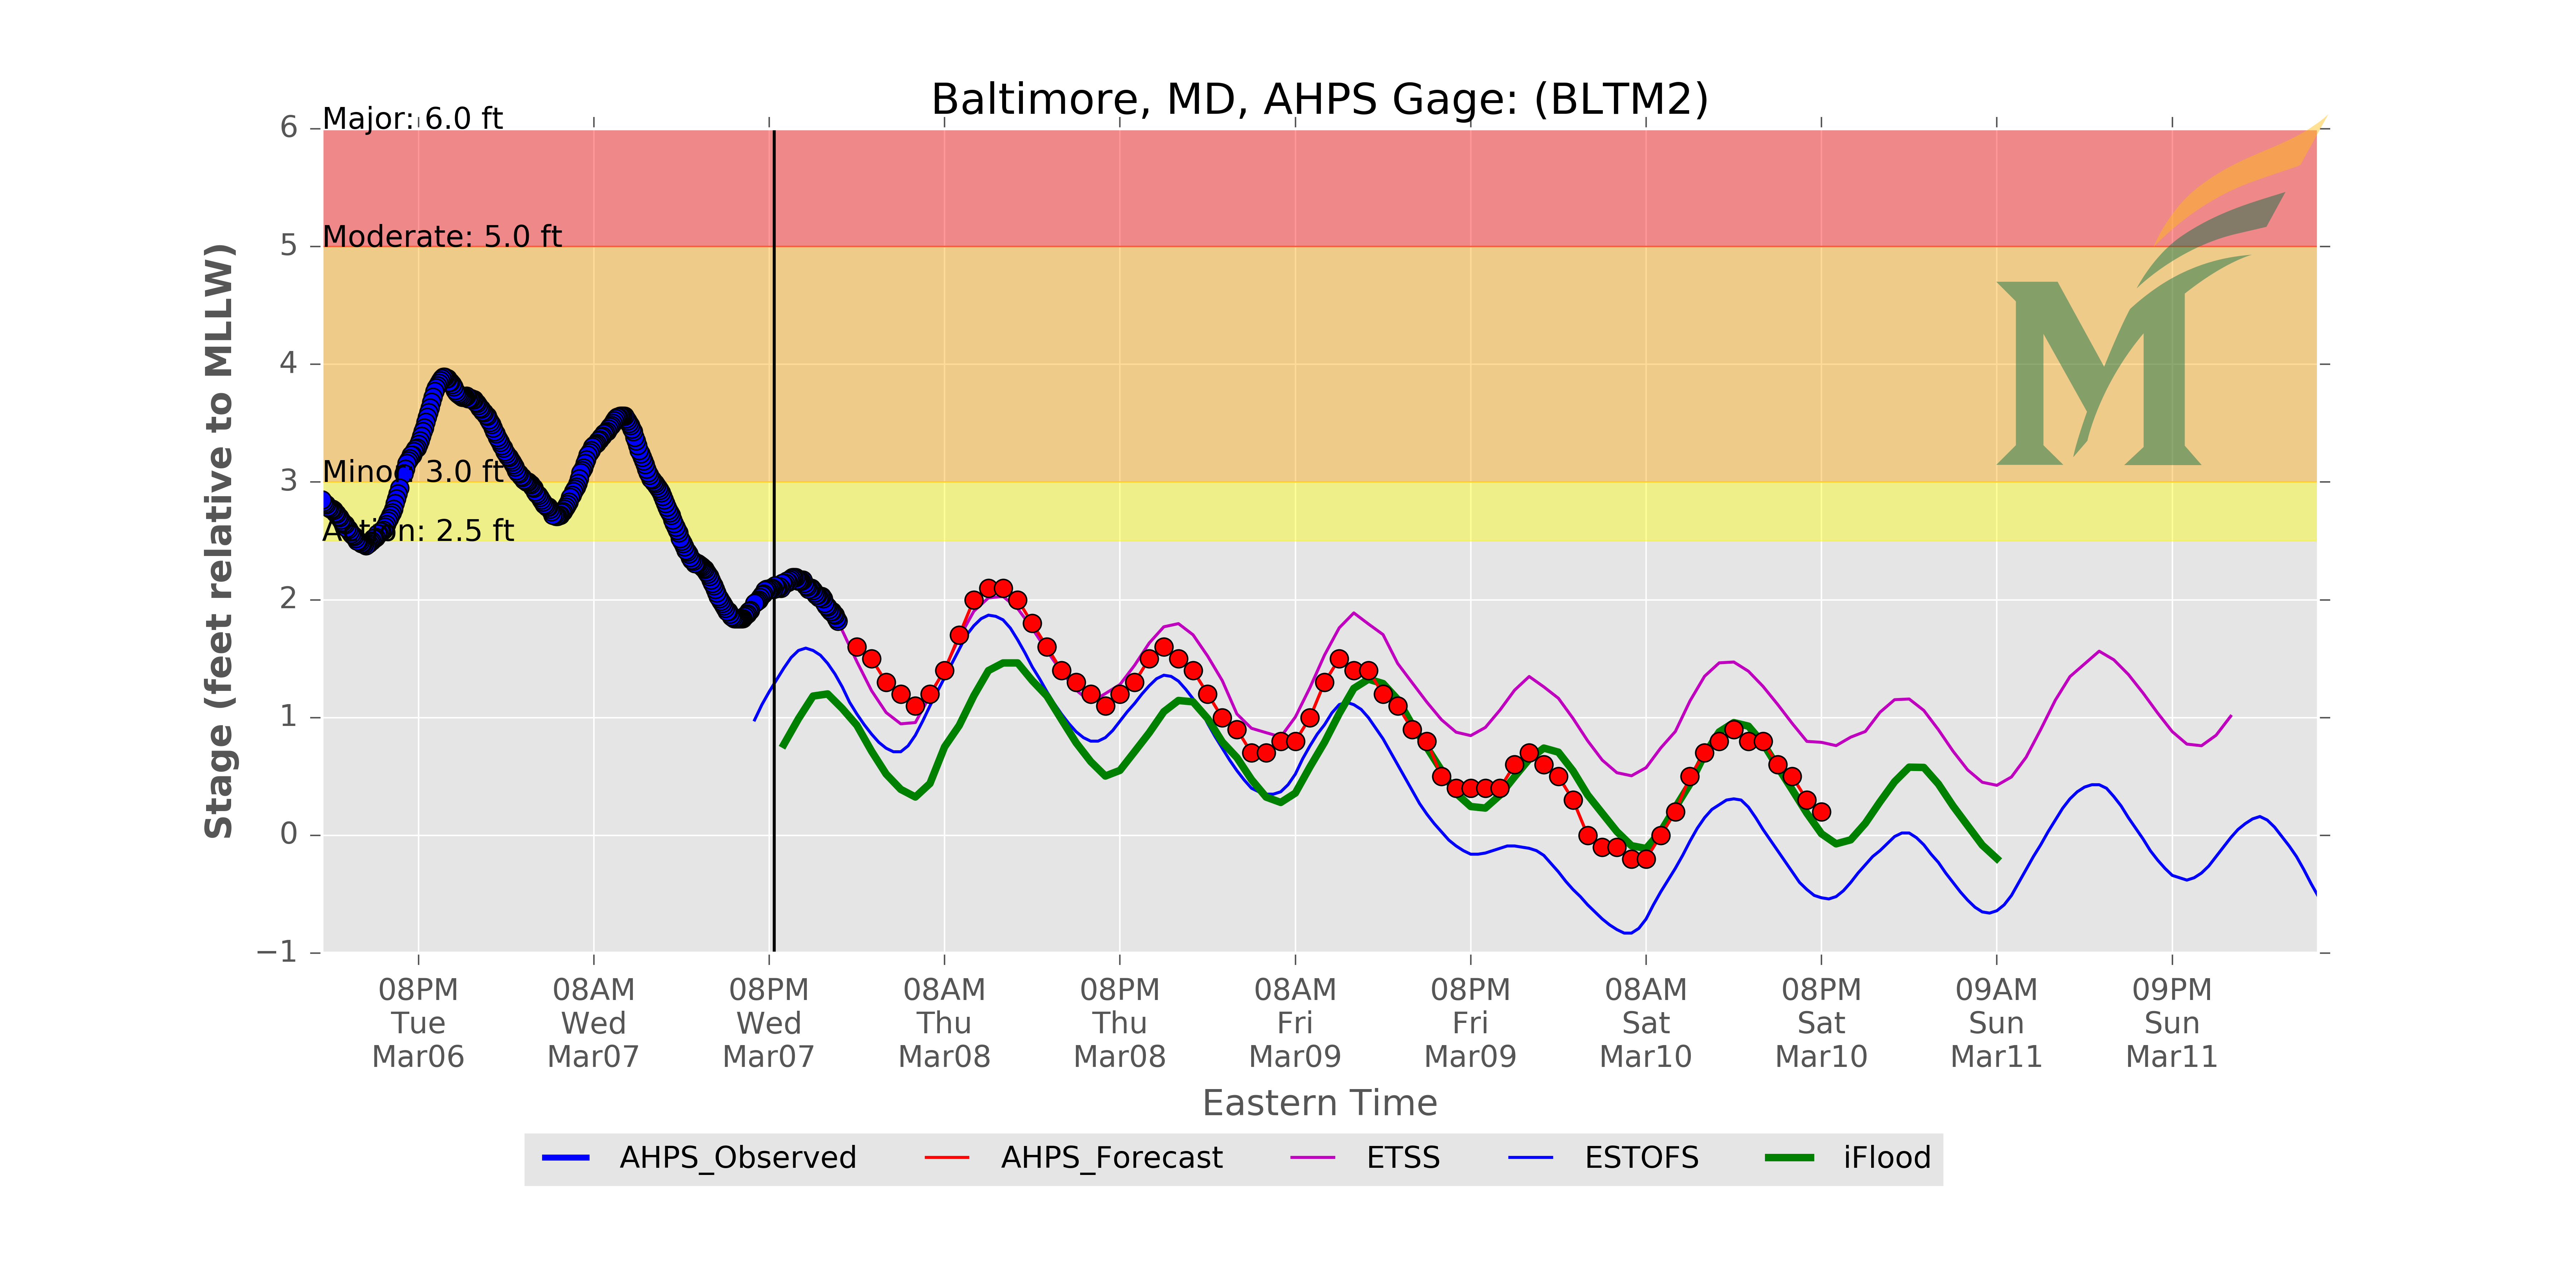 Baltimore, MD, AHPS Gage: (BLTM2)
Major: 6.0 ft
Moderate: 5.0 ft
Minor: 3.0 ft
Action: 2.5 ft
Stage (feet relative to MLLW)
6
5
4
3
2
1
0
−1
08PM 08AM 08PM 08AM 08PM 08AM 08PM 08AM 08PM 09AM 09PM
Tue Wed Wed Thu Thu Fri Fri Sat Sat Sun Sun
Mar06 Mar07 Mar07 Mar08 Mar08 Mar09 Mar09 Mar10 Mar10 Mar11 Mar11
Eastern Time
AHPS_Observed AHPS_Forecast ETSS ESTOFS iFlood